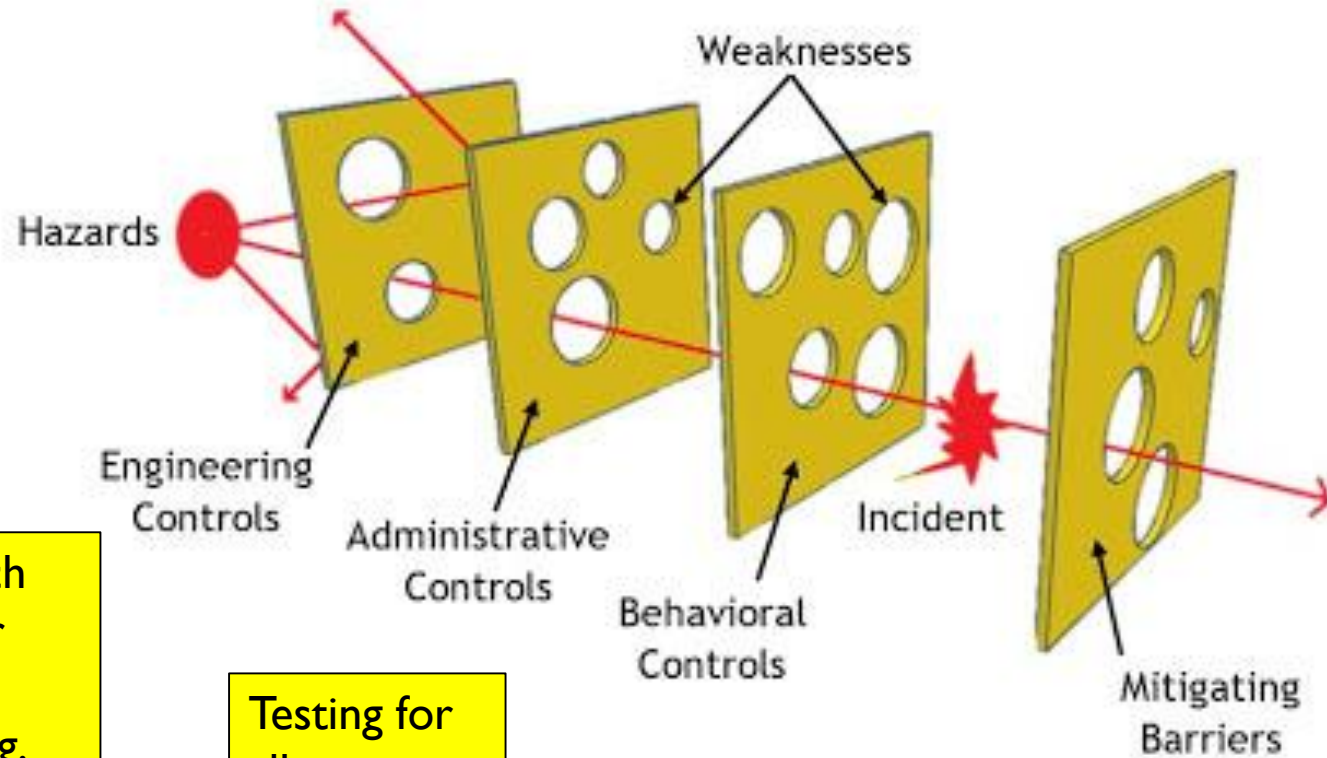 Weaknesses
Hazards
Engineering
Controls
Administrative
Controls
Behavioral
Controls
Incident
Mitigating
Barriers
Testing for